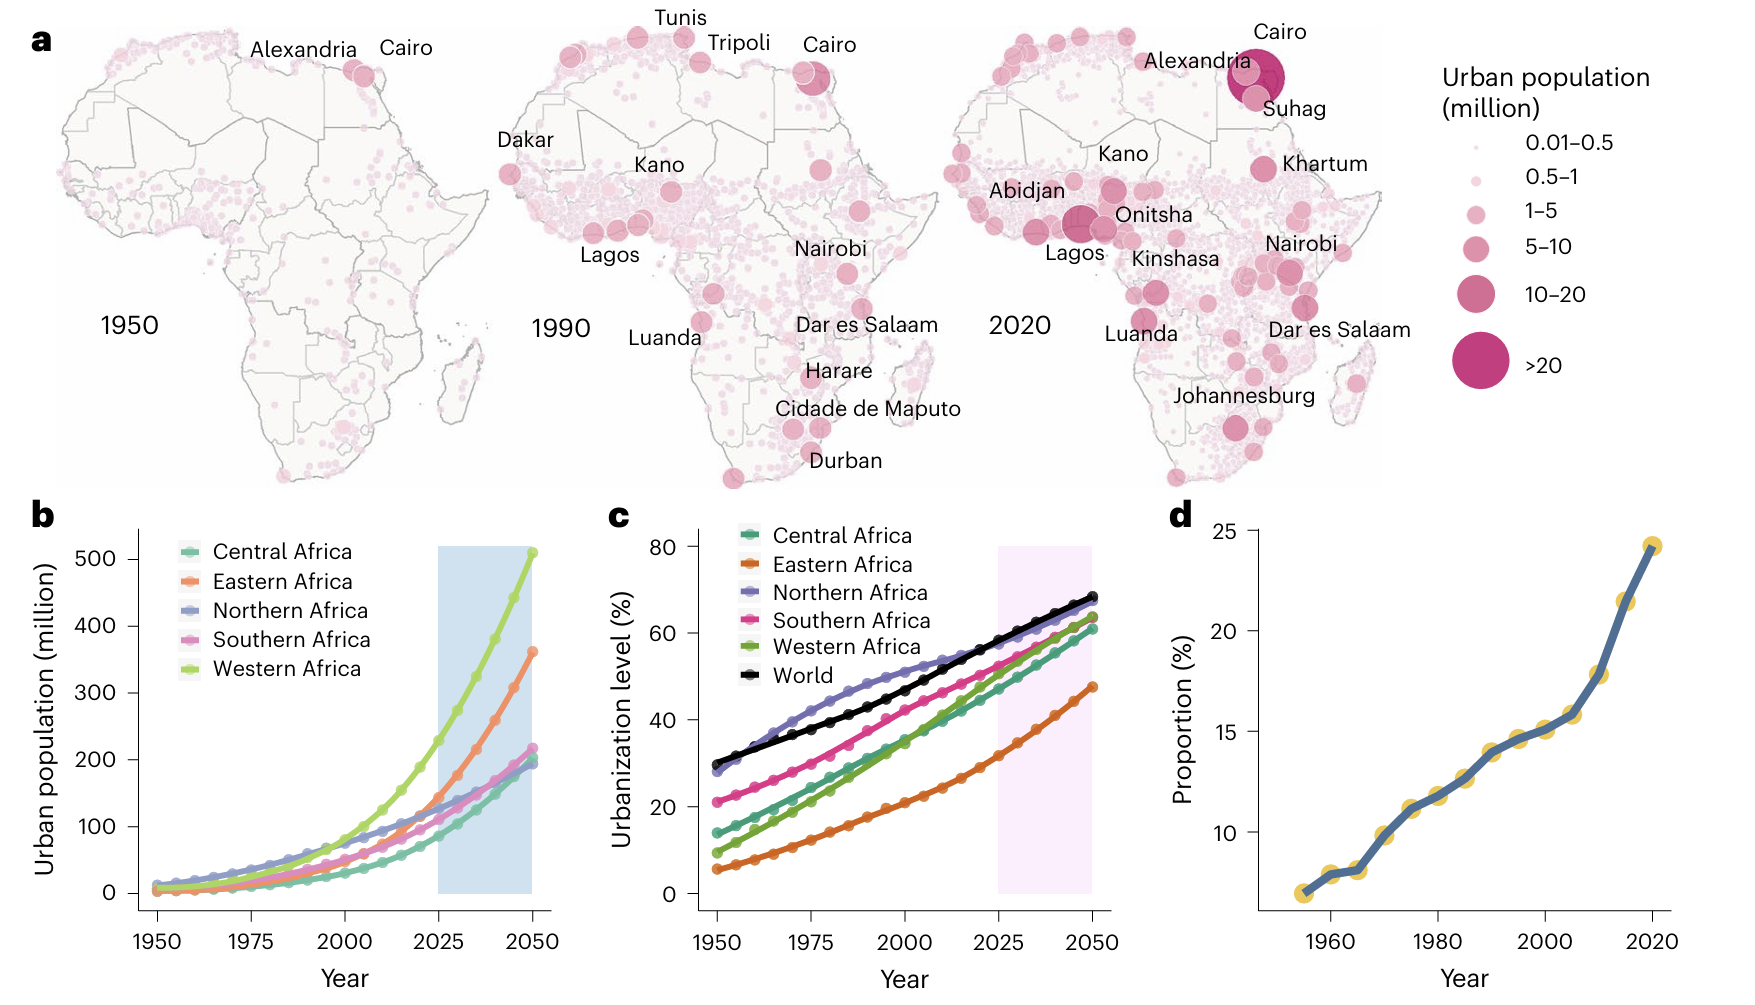 a
Alexandria
Cairo
1950
Tunis
Tripoli
Cairo
Dakar
Kano
Lagos
Nairobi
1990
Luanda
Dar es Salaam
Harare
Cidade de Maputo
Durban
Cairo
Alexandria
Suhag
Kano
Khartum
Abidjan
Onitsha
Lagos
Kinshasa
Nairobi
2020
Luanda
Dar es Salaam
Johannesburg
Urban population
(million)
0.01–0.5
0.5–1
1–5
5–10
10–20
>20
b
Urban population (million)
500
400
300
200
100
0
Central Africa
Eastern Africa
Northern Africa
Southern Africa
Western Africa
1950
1975
2000
2025
2050
Year
c
Urbanization level (%)
80
60
40
20
0
Central Africa
Eastern Africa
Northern Africa
Southern Africa
Western Africa
World
1950
1975
2000
2025
2050
Year
d
Proportion (%)
25
20
15
10
1960
1980
2000
2020
Year